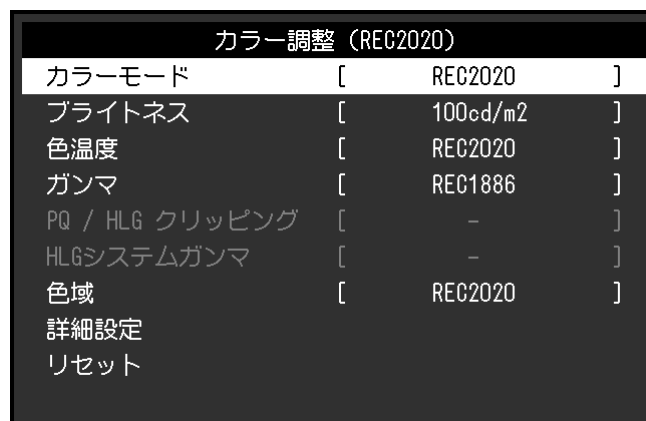 カラー調整（REC2020）
カラーモード [ REC2020 ]
ブライトネス [ 100cd/m2 ]
色温度 [ REC2020 ]
ガンマ [ REC1886 ]
PQ / HLG クリッピング [ − ]
HLGシステムガンマ [ − ]
色域 [ REC2020 ]
詳細設定
リセット